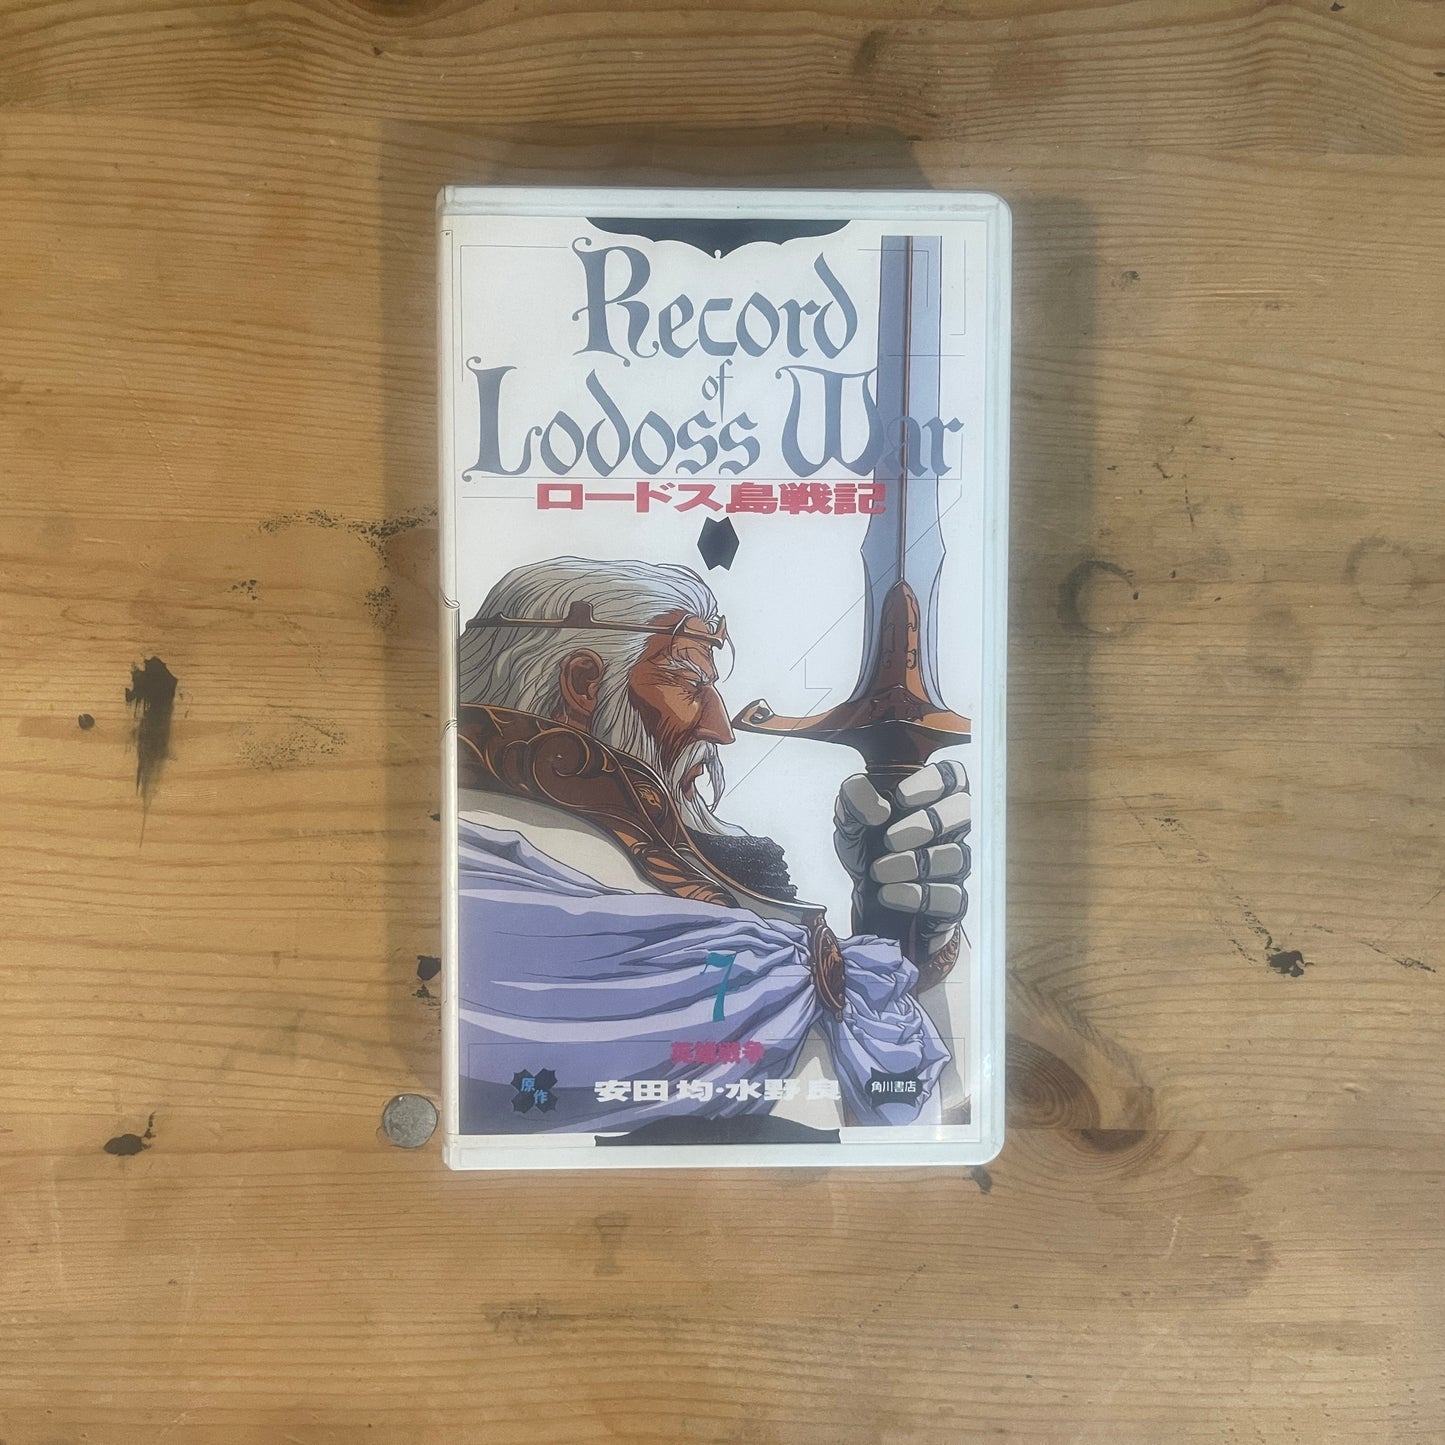 Record
of
Lodoss War
ロードス島戦記
7
英雄戦争
原作
安田 均・水野 良
角川書店